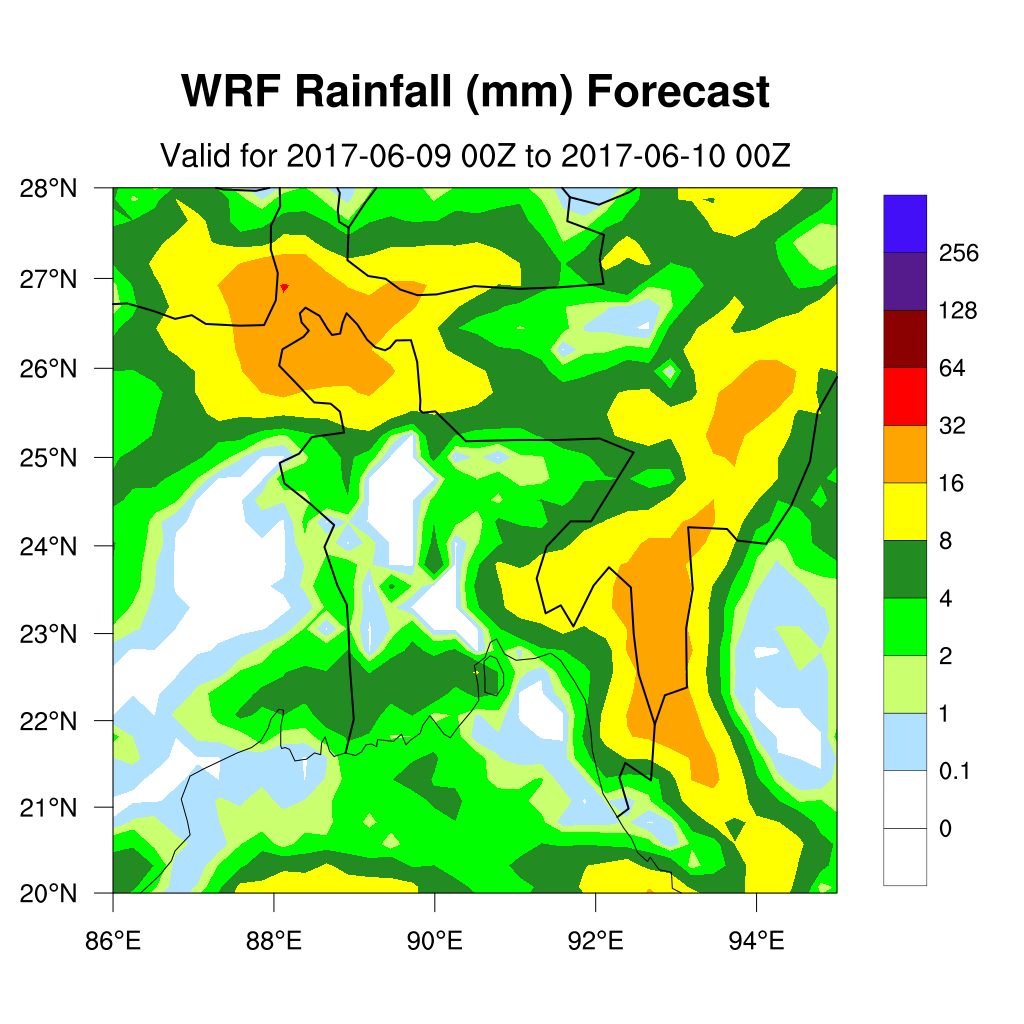 WRF Rainfall (mm) Forecast
Valid for 2017-06-09 00Z to 2017-06-10 00Z
28°N
27°N
26°N
25°N
24°N
23°N
22°N
21°N
20°N
86°E
88°E
90°E
92°E
94°E
256
128
64
32
16
8
4
2
1
0.1
0